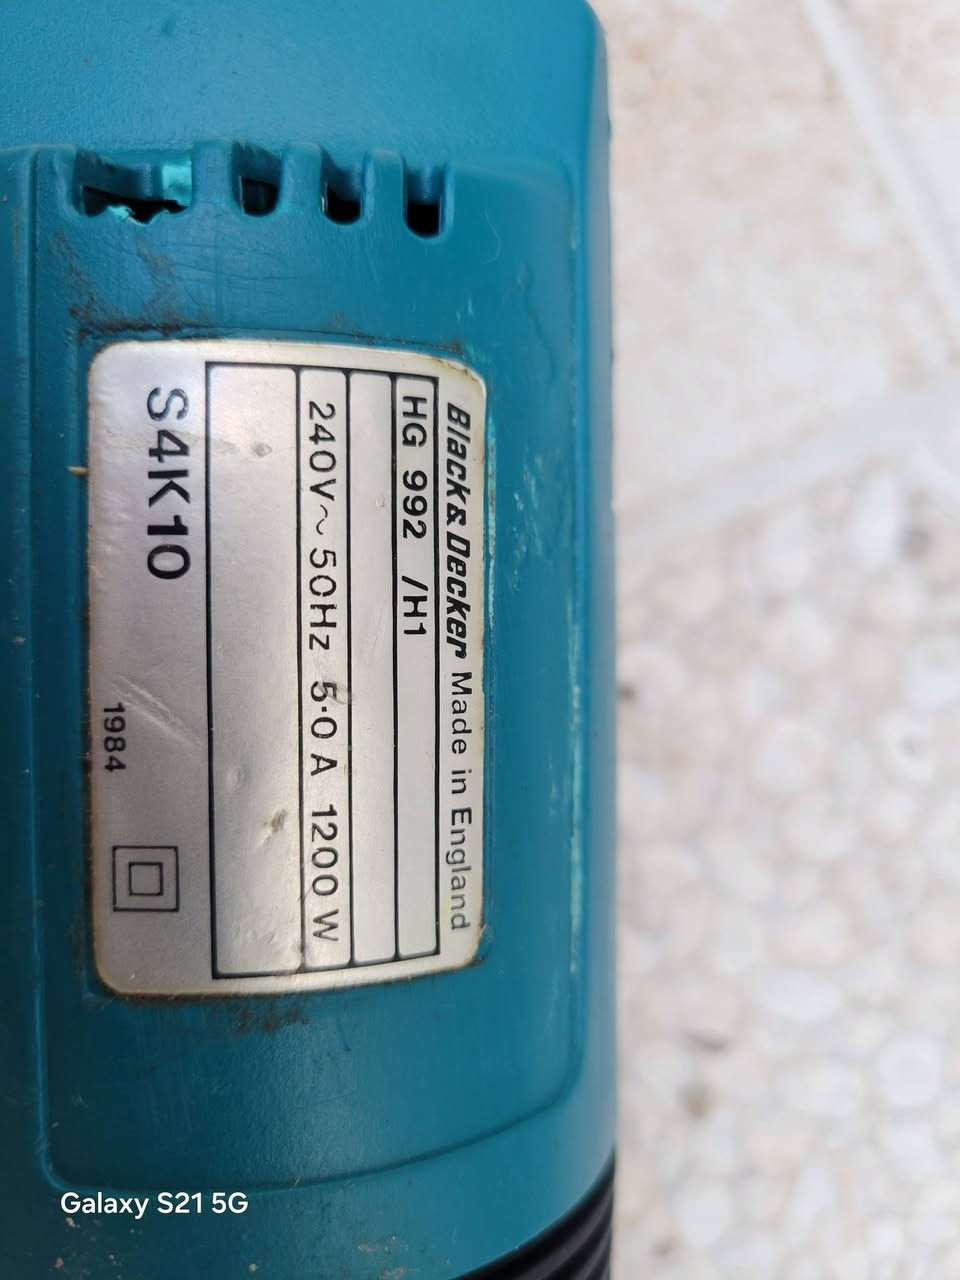 Black & Decker Made in England
HG 992 /H1
240V~ 50Hz 5·0 A 1200 W
S4K10
1984
Galaxy S21 5G